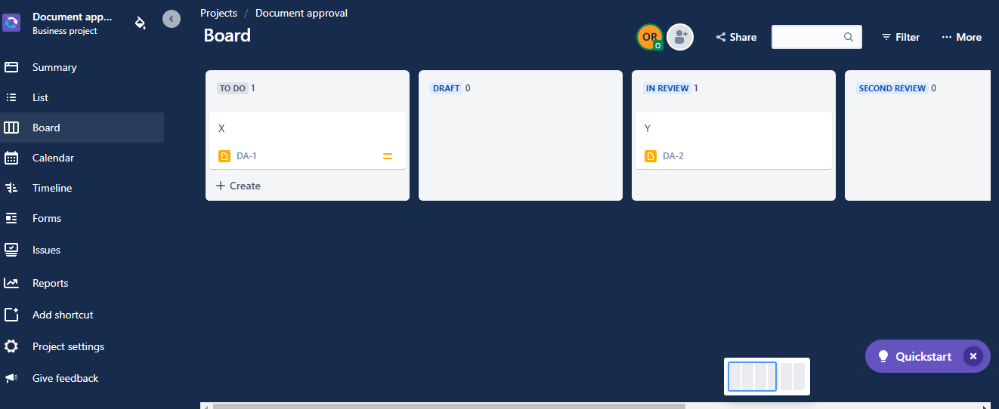 Document app...
Business project
Summary
List
Board
Calendar
Timeline
Forms
Issues
Reports
Add shortcut
Project settings
Give feedback
Projects / Document approval
Board
OR
O
Share
Filter
More
TO DO 1
X
DA-1
Create
DRAFT 0
IN REVIEW 1
Y
DA-2
SECOND REVIEW 0
Quickstart